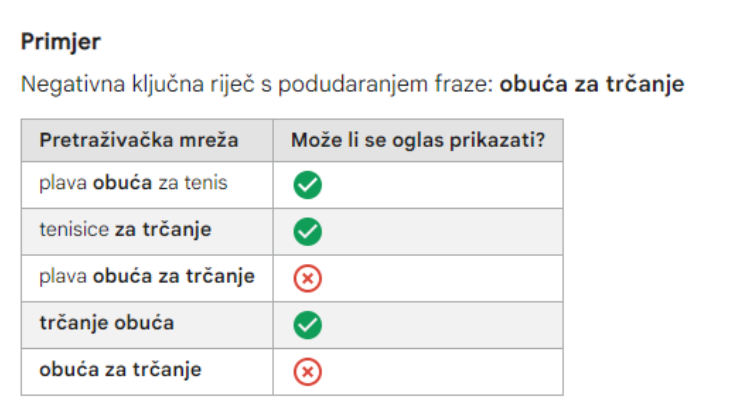 Primjer
Negativna ključna riječ s podudaranjem fraze: obuća za trčanje
Pretraživačka mreža Može li se oglas prikazati?
plava obuća za tenis
tenisice za trčanje
plava obuća za trčanje
trčanje obuća
obuća za trčanje